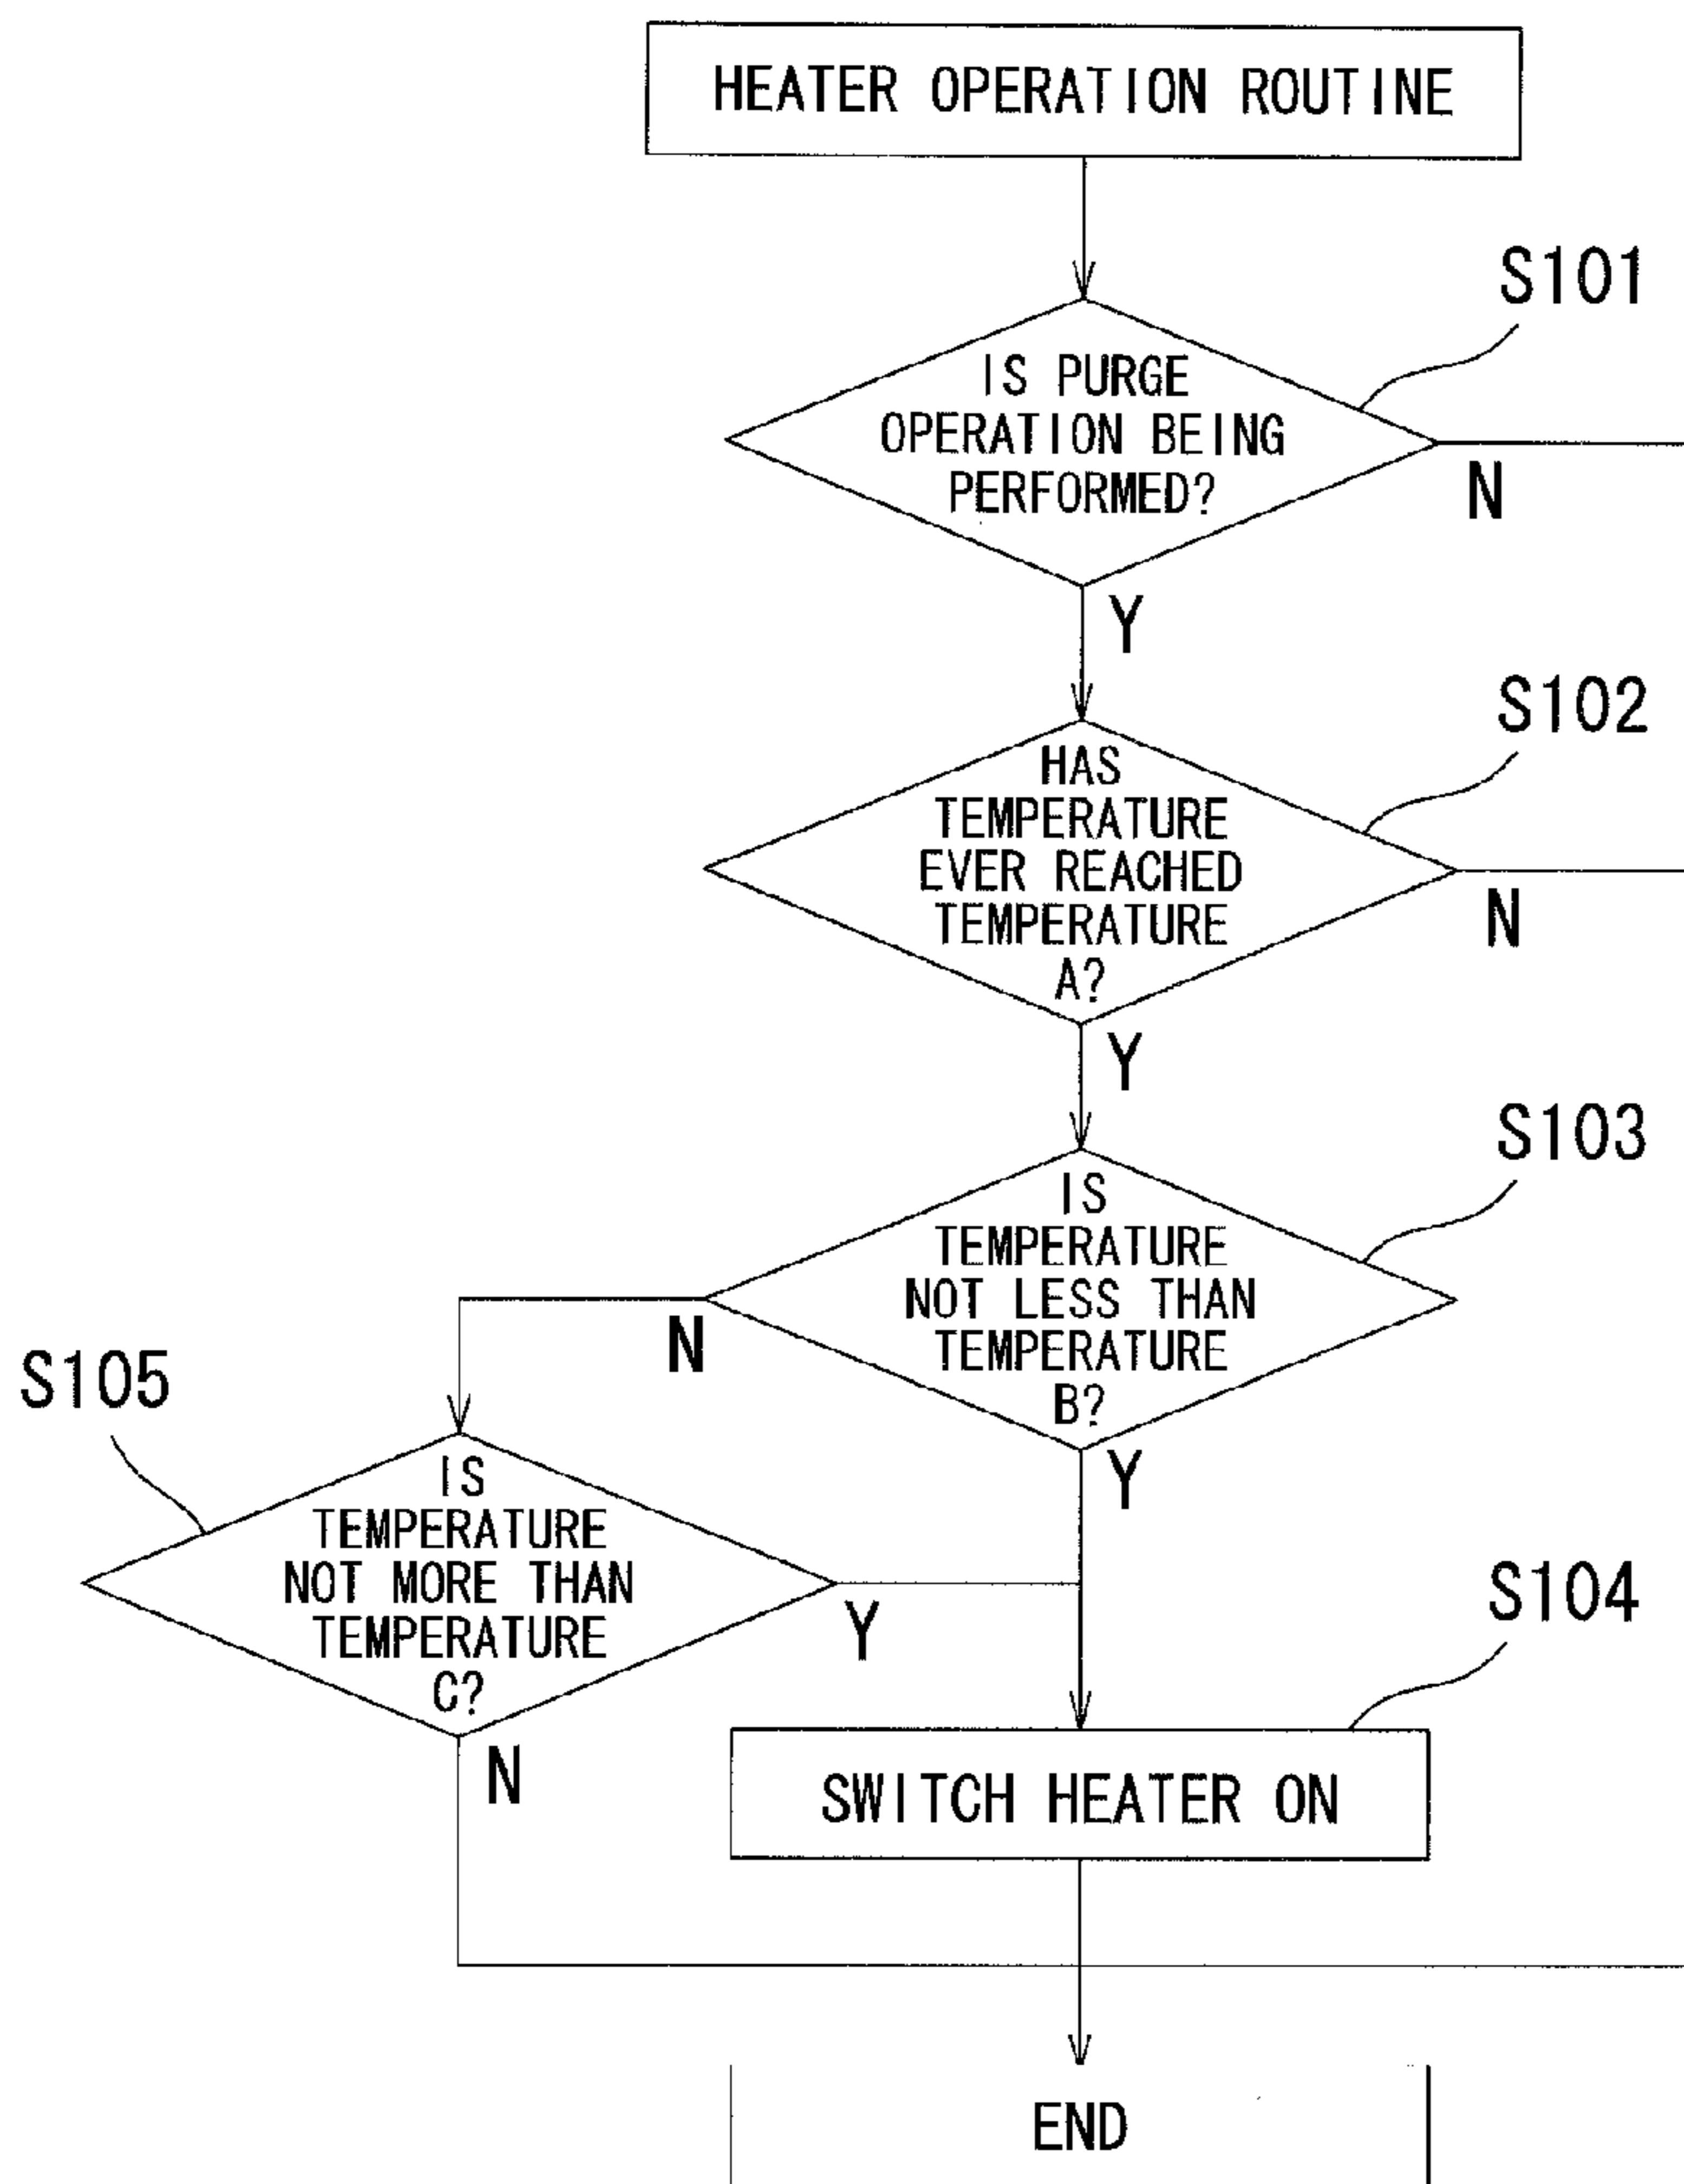 HEATER OPERATION ROUTINE
S101
IS PURGE
OPERATION BEING
PERFORMED?
N
Y
S102
HAS
TEMPERATURE
EVER REACHED
TEMPERATURE
A?
N
Y
S103
IS
TEMPERATURE
NOT LESS THAN
TEMPERATURE
B?
N
Y
S105
IS
TEMPERATURE
NOT MORE THAN
TEMPERATURE
C?
Y
N
S104
SWITCH HEATER ON
END